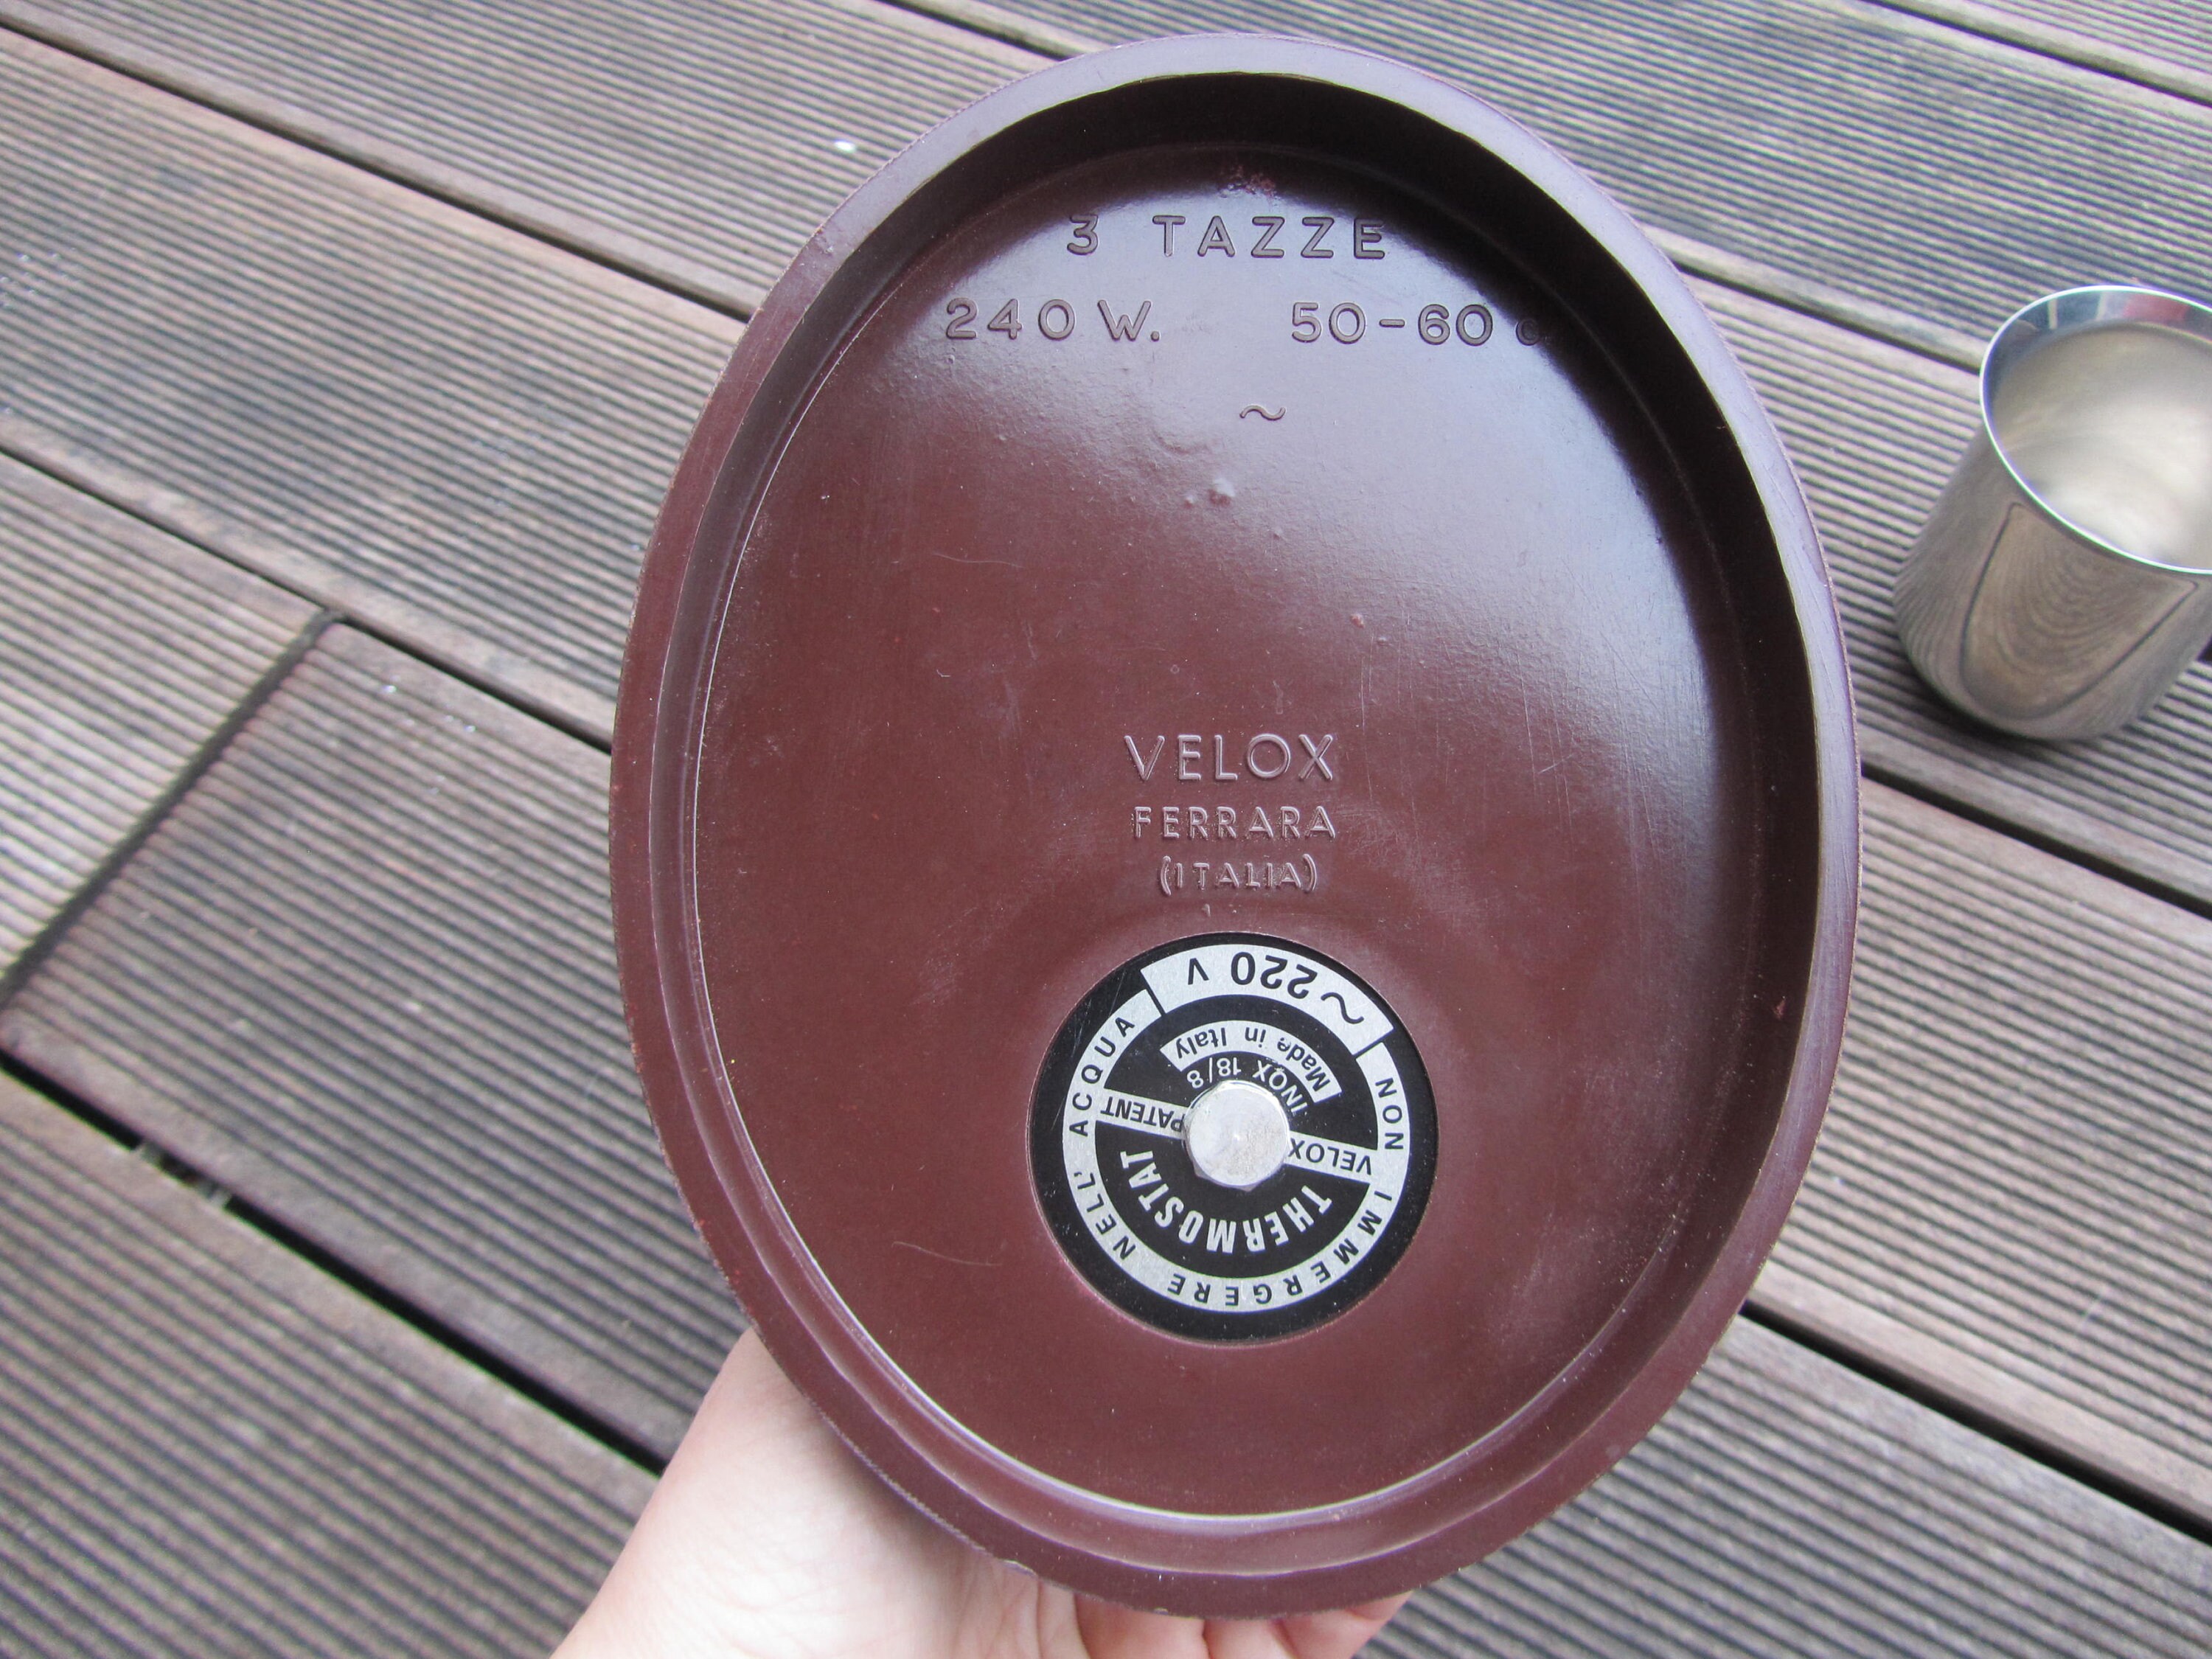 3 TAZZE
240 W. 50-60 c
~
VELOX
FERRARA
(ITALIA)
~220 V
NON IMMERGERE NELL' ACQUA
Made in Italy
INOX 18/8
VELOX PATENT
THERMOSTAT